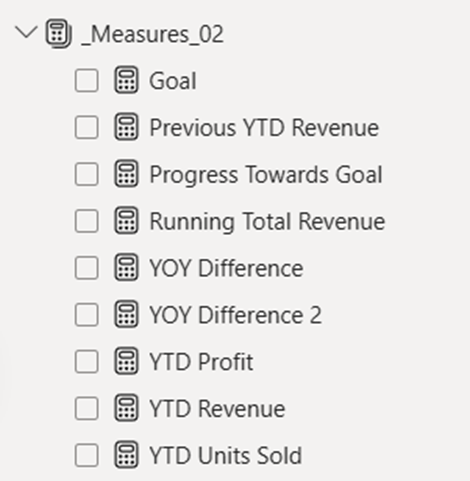 _Measures_02
Goal
Previous YTD Revenue
Progress Towards Goal
Running Total Revenue
YOY Difference
YOY Difference 2
YTD Profit
YTD Revenue
YTD Units Sold